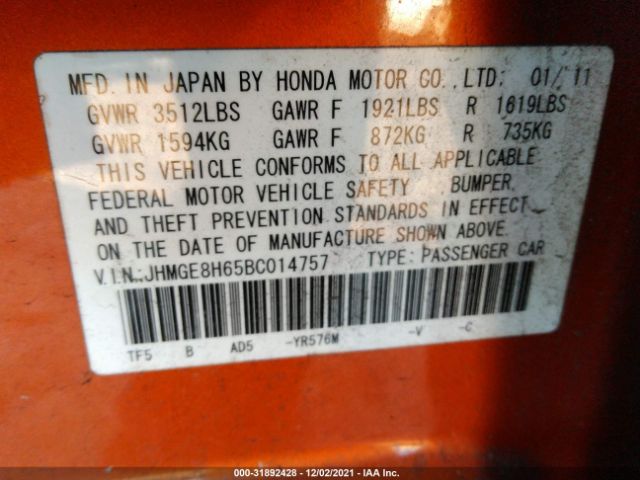 MFD. IN JAPAN BY HONDA MOTOR CO.,LTD. 01/11
GVWR 3512LBS GAWR F 1921LBS R 1619LBS
GVWR 1594KG GAWR F 872KG R 735KG
THIS VEHICLE CONFORMS TO ALL APPLICABLE
FEDERAL MOTOR VEHICLE SAFETY, BUMPER,
AND THEFT PREVENTION STANDARDS IN EFFECT
ON THE DATE OF MANUFACTURE SHOWN ABOVE.
V.I.N.:JHMGE8H65BC014757 TYPE: PASSENGER CAR
TF5 B AD5 -YR576M -V -C
000-31892428 - 12/02/2021 - IAA Inc.